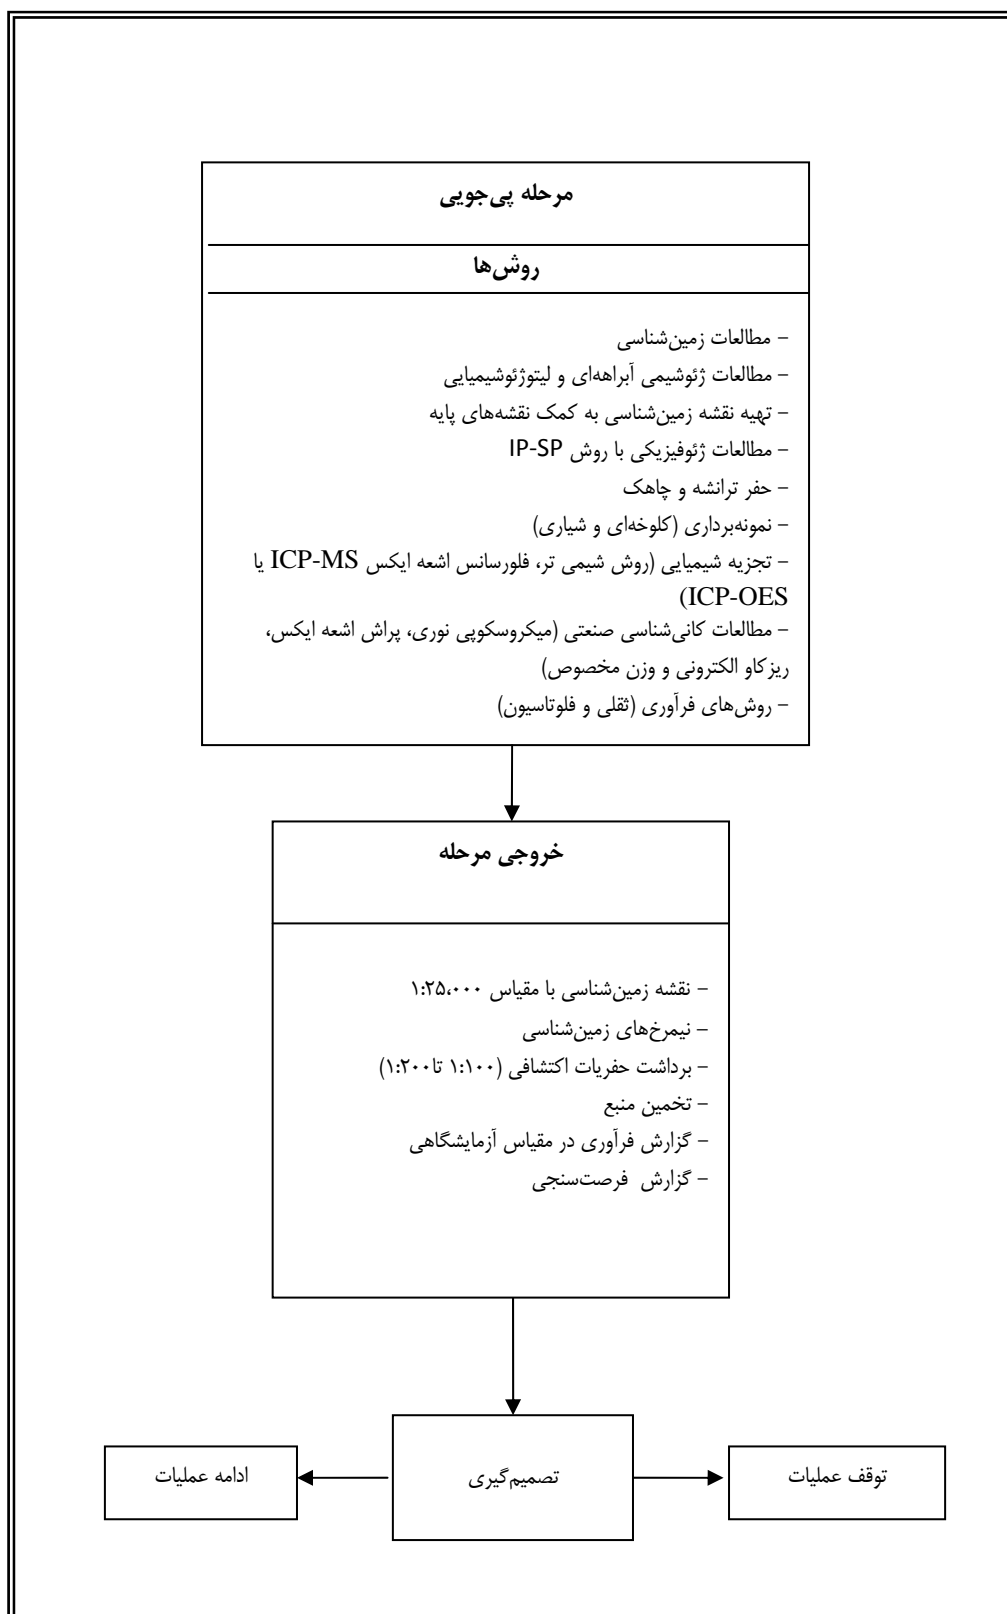 مرحله پی‌جویی
روش‌ها
- مطالعات زمین‌شناسی
- مطالعات ژئوشیمی آبراهه‌ای و لیتوژئوشیمیایی
- تهیه نقشه زمین‌شناسی به کمک نقشه‌های پایه
- مطالعات ژئوفیزیکی با روش IP-SP
- حفر ترانشه و چاهک
- نمونه‌برداری (کلوخه‌ای و شیاری)
- تجزیه شیمیایی (روش شیمی تر، فلورسانس اشعه ایکس ICP-MS یا
ICP-OES)
- مطالعات کانی‌شناسی صنعتی (میکروسکوپی نوری، پراش اشعه ایکس،
ریزکاو الکترونی و وزن مخصوص)
- روش‌های فرآوری (ثقلی و فلوتاسیون)
خروجی مرحله
- نقشه زمین‌شناسی با مقیاس ۱:۲۵،۰۰۰
- نیمرخ‌های زمین‌شناسی
- برداشت حفریات اکتشافی (۱:۱۰۰ تا۱:۲۰۰)
- تخمین منبع
- گزارش فرآوری در مقیاس آزمایشگاهی
- گزارش فرصت‌سنجی
توقف عملیات
تصمیم‌گیری
ادامه عملیات